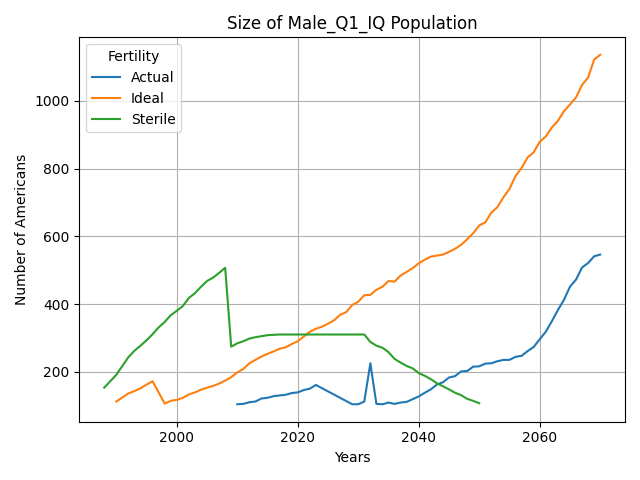 Size of Male_Q1_IQ Population
Fertility
Actual
Ideal
Sterile
Number of Americans
1000
800
600
400
200
2000
2020
2040
2060
Years